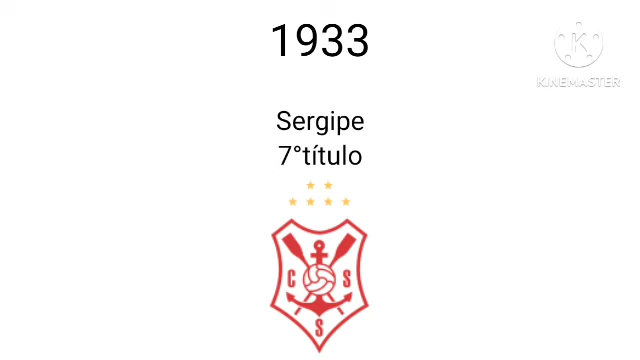 1933
KINEMASTER
Sergipe
7°título
C S
S